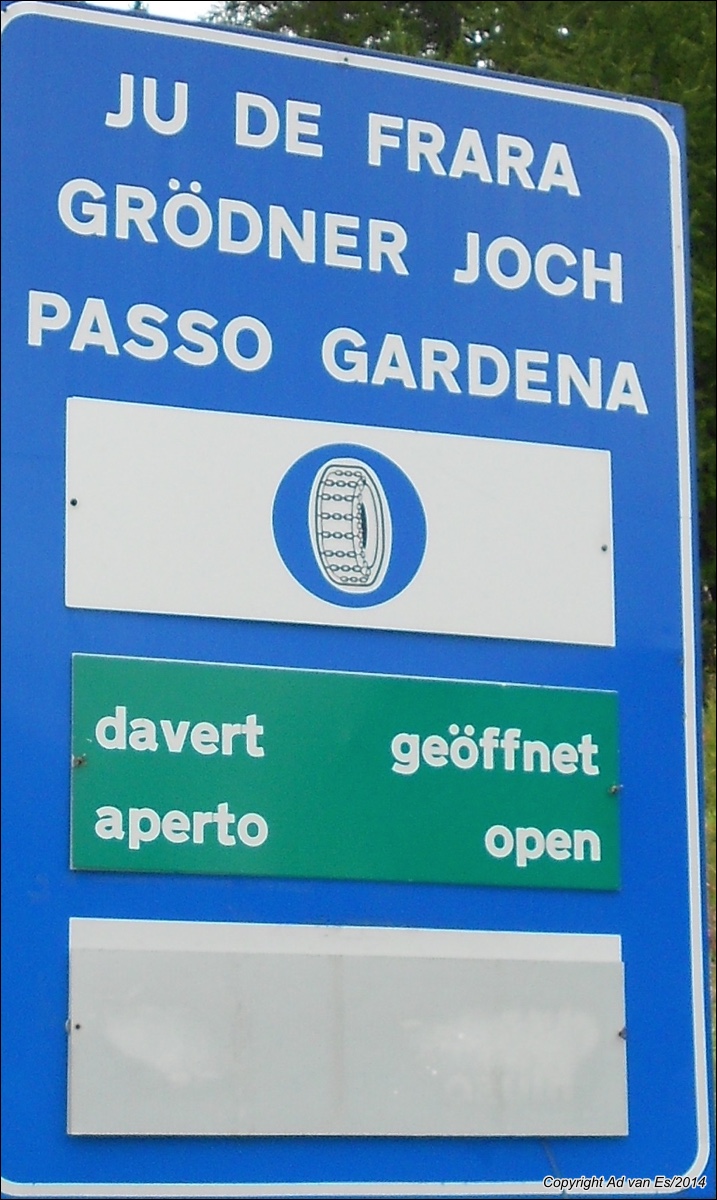 JU DE FRARA
GRÖDNER JOCH
PASSO GARDENA
davert geöffnet
aperto open
Copyright Ad van Es/2014